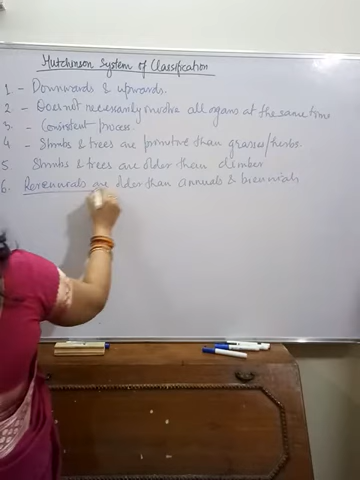 Hutchinson System of Classification
1 - Downwards & upwards.
2 - Does not necessarily involve all organs at the same time
3. - Consistent process.
4 - Shrubs & trees are primitive than grasses/herbs.
5 Shrubs & trees are older than climber
6. Perennials are older than annuals & biennials